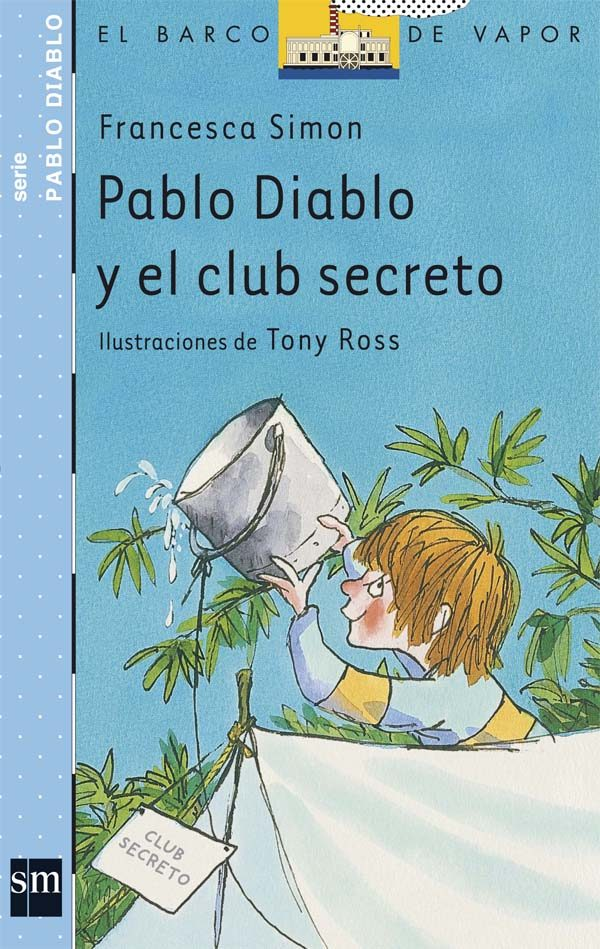 EL BARCO DE VAPOR
serie PABLO DIABLO
Francesca Simon
Pablo Diablo
y el club secreto
Ilustraciones de Tony Ross
CLUB
SECRETO
sm